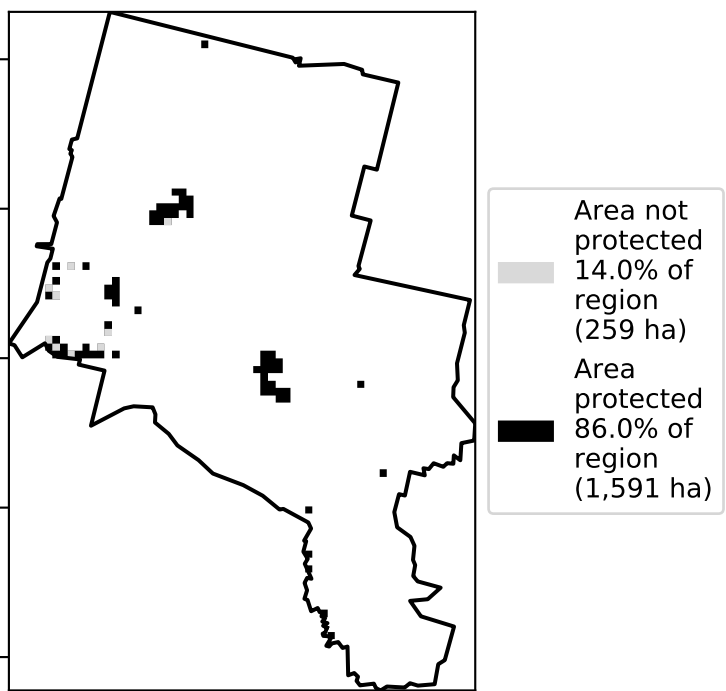 Area not
protected
14.0% of
region
(259 ha)
Area
protected
86.0% of
region
(1,591 ha)